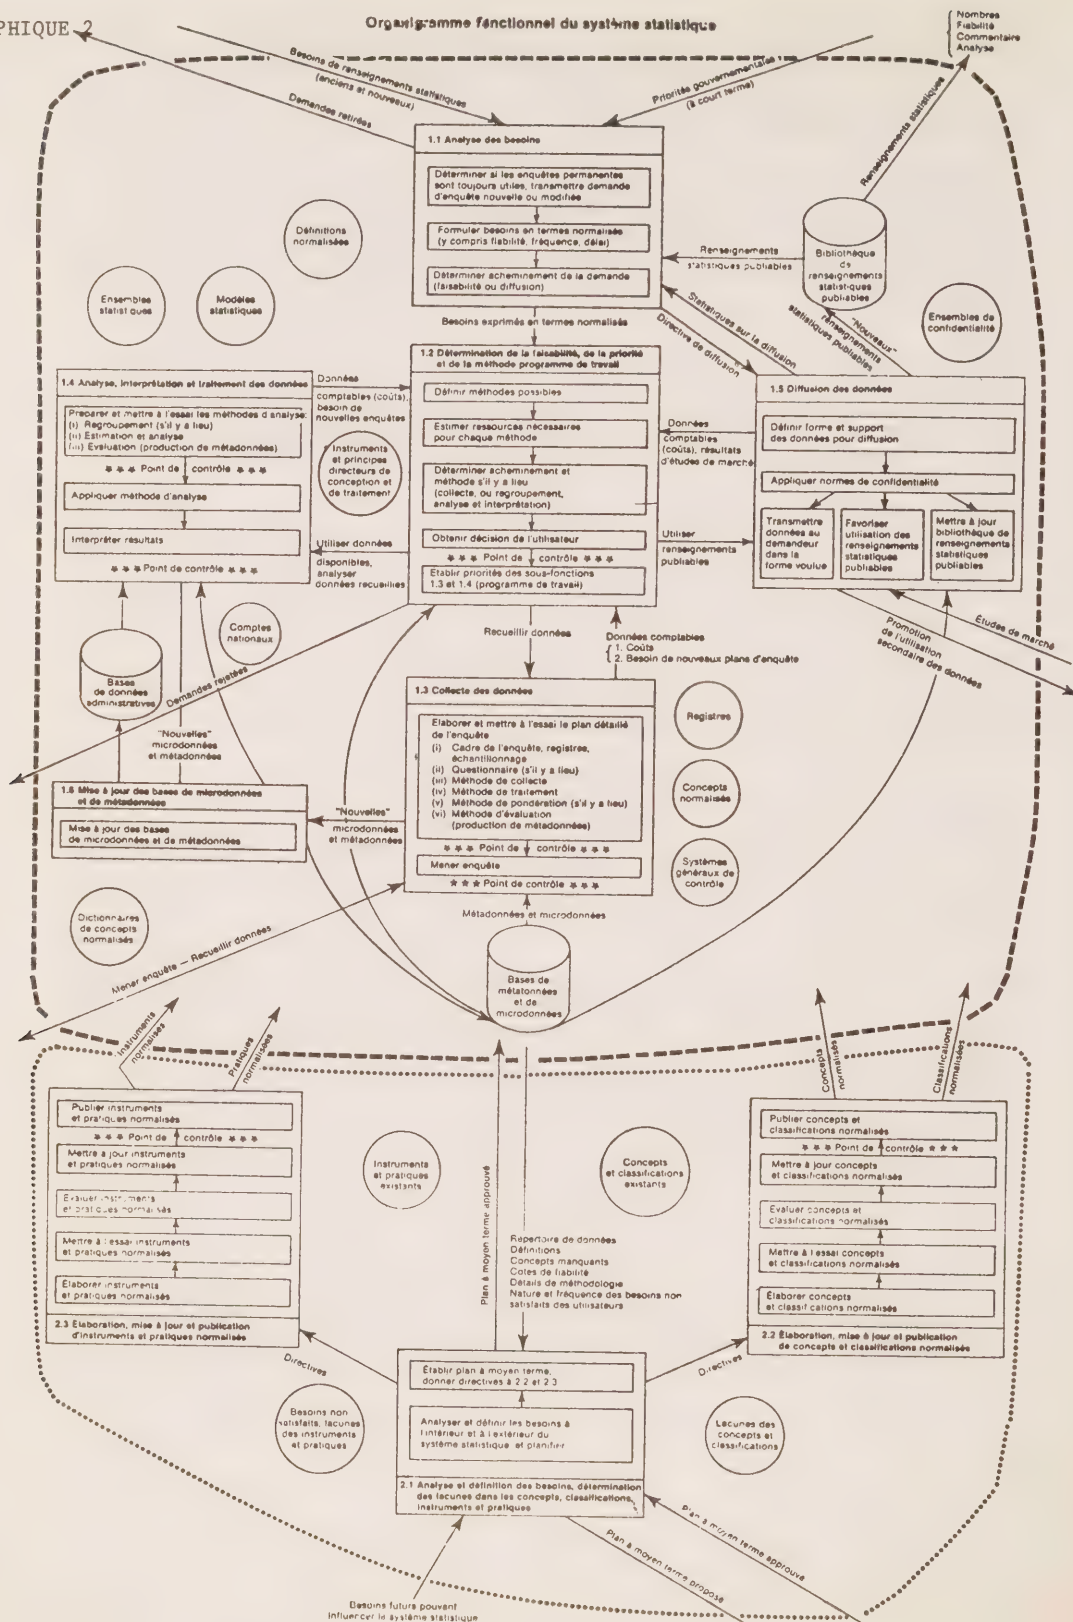 PHIQUE 2
Organigramme fonctionnel du système statistique
Nombres
Fiabilité
Commentaire
Analyse
Besoins de renseignements statistiques
(anciens et nouveaux)
Demandes retirées
Priorités gouvernementales
(à court terme)
Renseignements statistiques
1.1 Analyse des besoins
Déterminer si les enquêtes permanentes
sont toujours utiles, transmettre demande
d'enquête nouvelle ou modifiée
Formuler besoins en termes normalisés
(y compris fiabilité, fréquence, délai)
Déterminer acheminement de la demande
(faisabilité ou diffusion)
Définitions
normalisées
Ensembles
statistiques
Modèles
statistiques
Renseignements
statistiques publiables
Bibliothèque
de
renseignements
statistiques
publiables
Ensembles de
confidentialité
Statistiques sur la diffusion
Directive de diffusion
"Nouveaux"
renseignements
statistiques publiables
Besoins exprimés en termes normalisés
1.2 Détermination de la faisabilité, de la priorité
et de la méthode programme de travail
Définir méthodes possibles
Estimer ressources nécessaires
pour chaque méthode
Déterminer acheminement et
méthode s'il y a lieu
(collecte, ou regroupement,
analyse et interprétation)
Obtenir décision de l'utilisateur
★ ★ ★ Point de contrôle ★ ★ ★
Établir priorités des sous-fonctions
1.3 et 1.4 (programme de travail)
1.4 Analyse, interprétation et traitement des données
Préparer et mettre à l'essai les méthodes d'analyse:
(i) Regroupement (s'il y a lieu)
(ii) Estimation et analyse
(iii) Evaluation (production de métadonnées)
★ ★ ★ Point de contrôle ★ ★ ★
Appliquer méthode d'analyse
Interpréter résultats
★ ★ ★ Point de contrôle ★ ★ ★
Données
comptables (coûts),
besoin de
nouvelles enquêtes
Instruments
et principes
directeurs de
conception et
de traitement
Utiliser données
disponibles,
analyser
données recueillies
1.5 Diffusion des données
Définir forme et support
des données pour diffusion
Appliquer normes de confidentialité
Transmettre
données au
demandeur
dans la
forme voulue
Favoriser
utilisation des
renseignements
statistiques
publiables
Mettre à jour
bibliothèque de
renseignements
statistiques
publiables
Données
comptables
(coûts), résultats
d'études de marché
Utiliser
renseignements
publiables
Études de marché
Promotion
de l'utilisation
secondaire des données
Comptes
nationaux
Bases
de données
administratives
Demandes rejetées
Recueillir données
Données comptables
1. Coûts
2. Besoin de nouveaux plans d'enquête
"Nouvelles"
microdonnées
et métadonnées
1.3 Collecte des données
Elaborer et mettre à l'essai le plan détaillé
de l'enquête
(i) Cadre de l'enquête, registres,
échantillonnage
(ii) Questionnaire (s'il y a lieu)
(iii) Méthode de collecte
(iv) Méthode de traitement
(v) Méthode de pondération (s'il y a lieu)
(vi) Méthode d'évaluation
(production de métadonnées)
★ ★ ★ Point de contrôle ★ ★ ★
Mener enquête
★ ★ ★ Point de contrôle ★ ★ ★
Registres
Concepts
normalisés
Systèmes
généraux de
contrôle
1.6 Mise à jour des bases de microdonnées
et de métadonnées
Mise à jour des bases
de microdonnées et de métadonnées
"Nouvelles"
microdonnées
et métadonnées
Dictionnaires
de concepts
normalisés
Métadonnées et microdonnées
Bases de
métatonnées
et de
microdonnées
Mener enquête — Recueillir données
Instruments
normalisés
Pratiques
normalisées
Concepts
normalisés
Classifications
normalisées
Publier instruments
et pratiques normalisés
★ ★ ★ Point de contrôle ★ ★ ★
Mettre à jour instruments
et pratiques normalisés
Evaluer instruments
et pratiques normalisés
Mettre à l'essai instruments
et pratiques normalisés
Élaborer instruments
et pratiques normalisés
2.3 Élaboration, mise à jour et publication
d'instruments et pratiques normalisés
Instruments
et pratiques
existants
Concepts
et classifications
existants
Publier concepts et
classifications normalisés
★ ★ ★ Point de contrôle ★ ★ ★
Mettre à jour concepts
et classifications normalisés
Evaluer concepts et
classifications normalisés
Mettre à l'essai concepts
et classifications normalisés
Élaborer concepts
et classifications normalisés
2.2 Élaboration, mise à jour et publication
de concepts et classifications normalisés
Plan à moyen terme approuvé
Répertoire de données
Définitions
Concepts manquants
Cotes de fiabilité
Détails de méthodologie
Nature et fréquence des besoins non
satisfaits des utilisateurs
Directives
Directives
Établir plan à moyen terme,
donner directives à 2.2 et 2.3
Analyser et définir les besoins à
l'intérieur et à l'extérieur du
système statistique et planifier
2.1 Analyse et définition des besoins, détermination
des lacunes dans les concepts, classifications,
instruments et pratiques
Besoins non
satisfaits, lacunes
des instruments
et pratiques
Lacunes des
concepts et
classifications
Plan à moyen terme approuvé
Plan à moyen terme proposé
Besoins futurs pouvant
influencer le système statistique